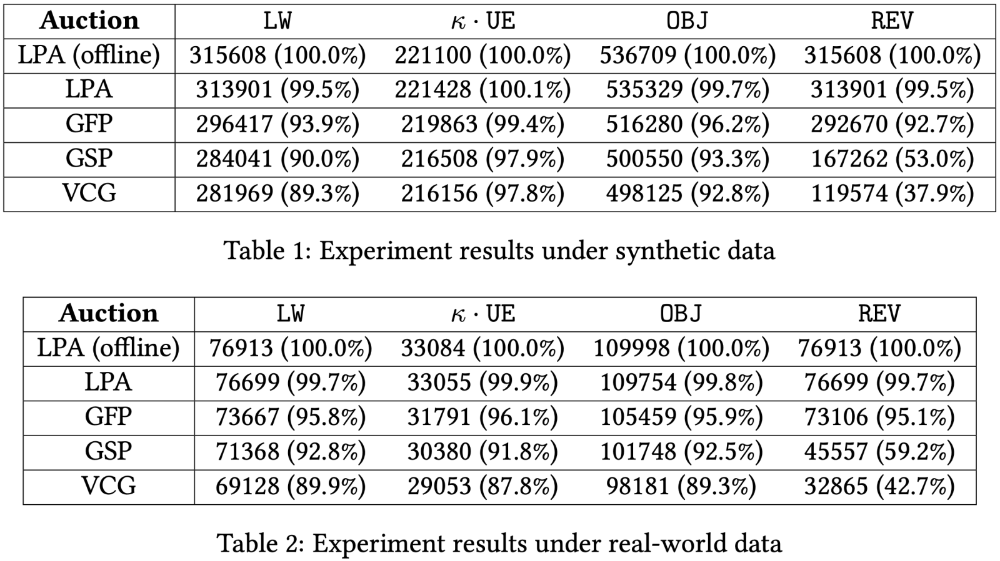 Auction LW κ · UE OBJ REV
LPA (offline) 315608 (100.0%) 221100 (100.0%) 536709 (100.0%) 315608 (100.0%)
LPA 313901 (99.5%) 221428 (100.1%) 535329 (99.7%) 313901 (99.5%)
GFP 296417 (93.9%) 219863 (99.4%) 516280 (96.2%) 292670 (92.7%)
GSP 284041 (90.0%) 216508 (97.9%) 500550 (93.3%) 167262 (53.0%)
VCG 281969 (89.3%) 216156 (97.8%) 498125 (92.8%) 119574 (37.9%)
Table 1: Experiment results under synthetic data
Auction LW κ · UE OBJ REV
LPA (offline) 76913 (100.0%) 33084 (100.0%) 109998 (100.0%) 76913 (100.0%)
LPA 76699 (99.7%) 33055 (99.9%) 109754 (99.8%) 76699 (99.7%)
GFP 73667 (95.8%) 31791 (96.1%) 105459 (95.9%) 73106 (95.1%)
GSP 71368 (92.8%) 30380 (91.8%) 101748 (92.5%) 45557 (59.2%)
VCG 69128 (89.9%) 29053 (87.8%) 98181 (89.3%) 32865 (42.7%)
Table 2: Experiment results under real-world data